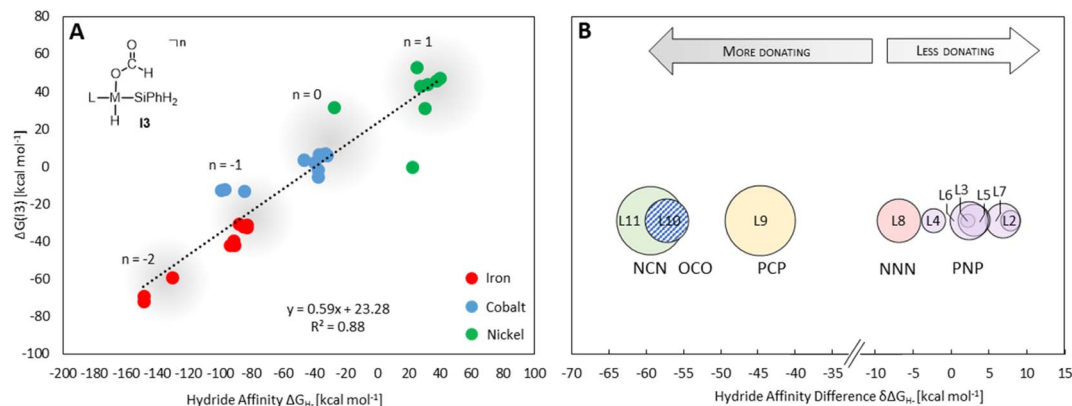 A
n
O
C
O
H
L
M
SiPhH2
H
I3
n = 1
n = 0
n = -1
n = -2
Iron
Cobalt
Nickel
y = 0.59x + 23.28
R² = 0.88
ΔG(I3) [kcal mol⁻¹]
80
60
40
20
0
-20
-40
-60
-80
-100
-200 -180 -160 -140 -120 -100 -80 -60 -40 -20 0 20 40 60 80 100
Hydride Affinity ΔG_H- [kcal mol⁻¹]
B
MORE DONATING
LESS DONATING
L11
L10
L9
L8
L4
L6
L3
L5
L7
L2
NCN OCO PCP NNN PNP
-70 -65 -60 -55 -50 -45 -40 -35 -10 -5 0 5 10 15
Hydride Affinity Difference δΔG_H- [kcal mol⁻¹]